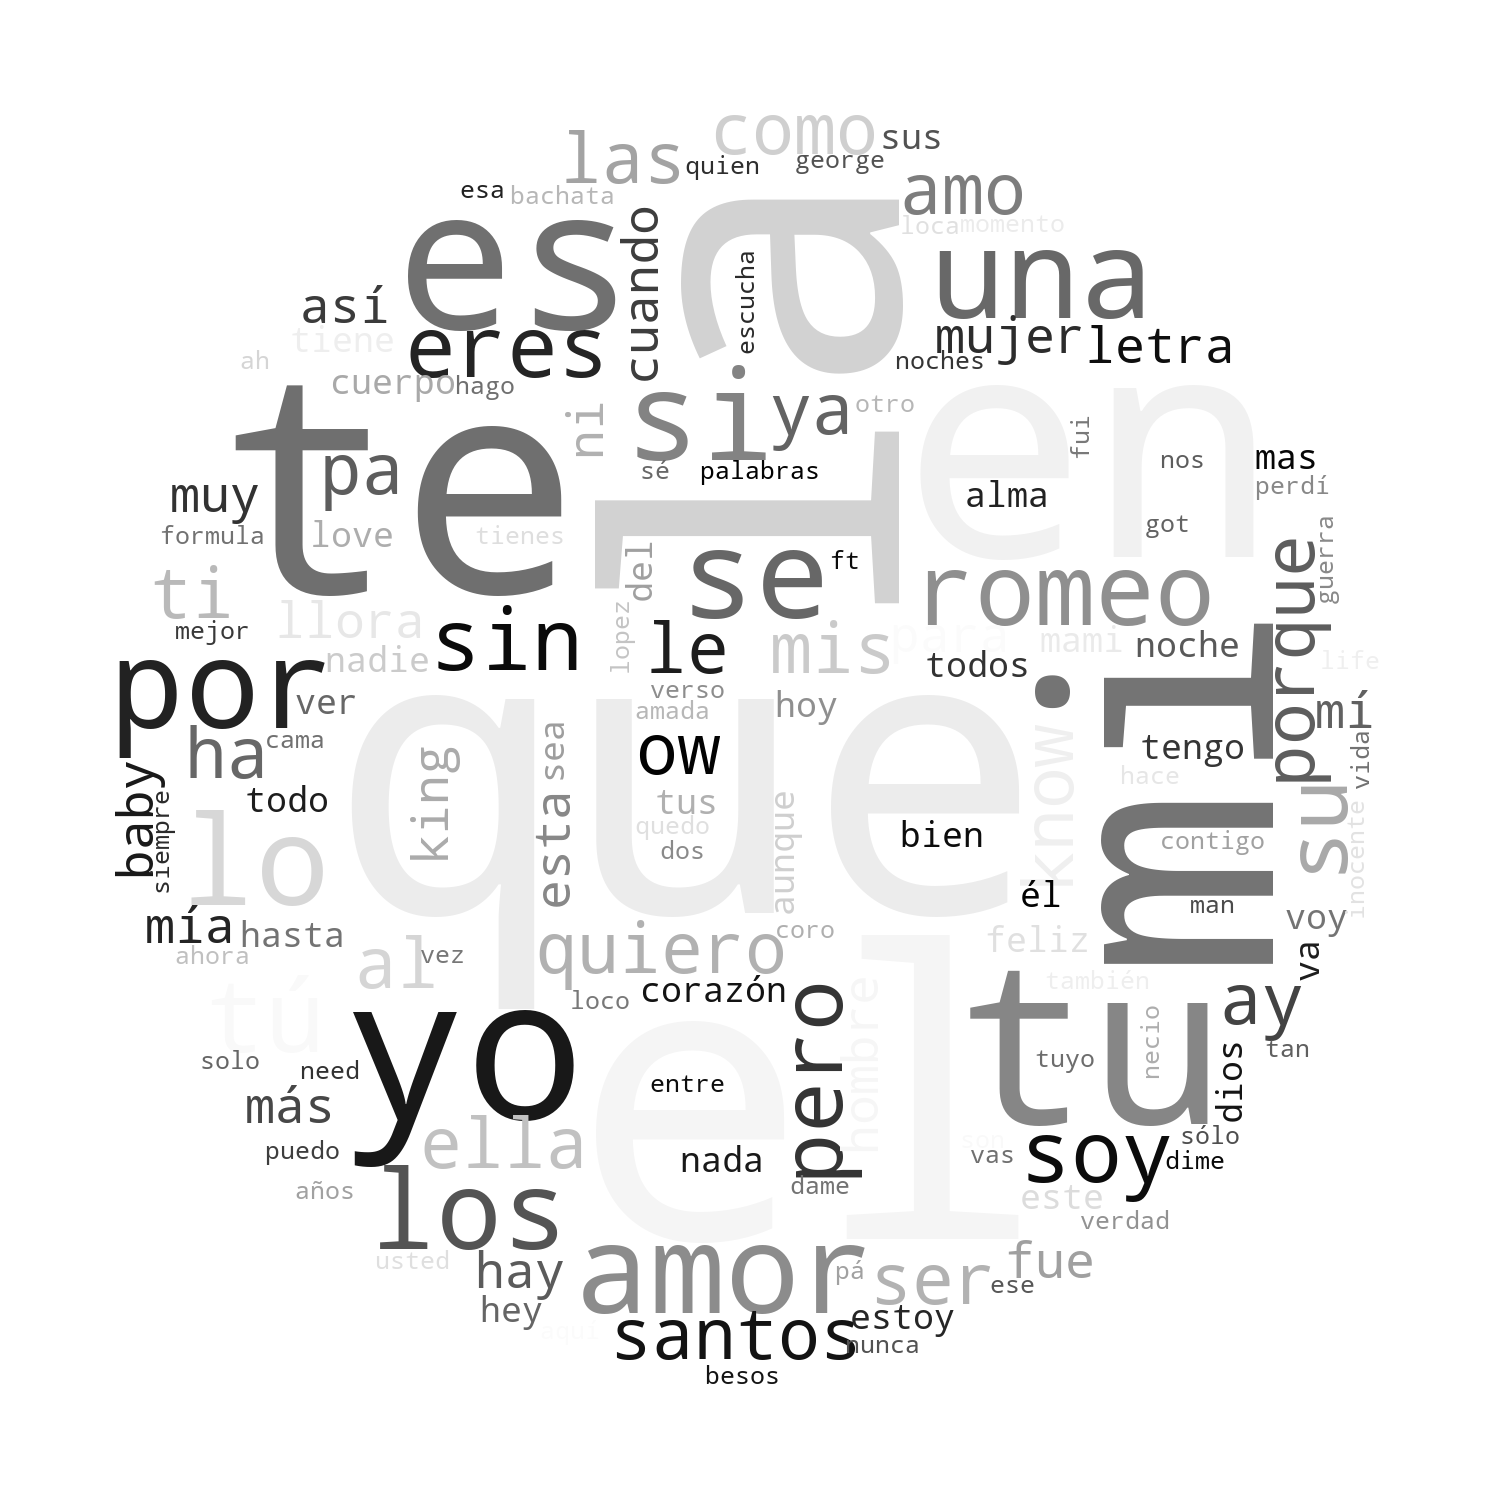 como
sus
las
quien
george
esa
bachata
amo
loca
momento
es
cuando
a
una
así
escucha
tiene
eres
mujer
letra
ah
noches
cuerpo
hago
te
si
ya
otro
en
ni
l
fui
pa
sé
palabras
nos
mas
muy
alma
perdí
formula
love
tienes
got
ti
del
se
ft
romeo
porque
guerra
llora
mejor
sin
lopez
le
mis
para
mami
noche
por
nadie
todos
life
ver
verso
amada
hoy
mi
mí
ha
cama
king
sea
ow
know
tengo
vida
baby
siempre
todo
que
esta
tus
aunque
hace
su
lo
quedo
dos
bien
contigo
inocente
mía
hasta
él
man
voy
ahora
al
vez
quiero
coro
feliz
va
tú
yo
loco
corazón
pero
hombre
el
también
tu
ay
solo
need
entre
tuyo
necio
dios
tan
más
puedo
ella
nada
son
vas
soy
sólo
dime
años
los
dame
este
verdad
usted
hay
amor
pá
ser
ese
fue
hey
aquí
santos
estoy
nunca
besos